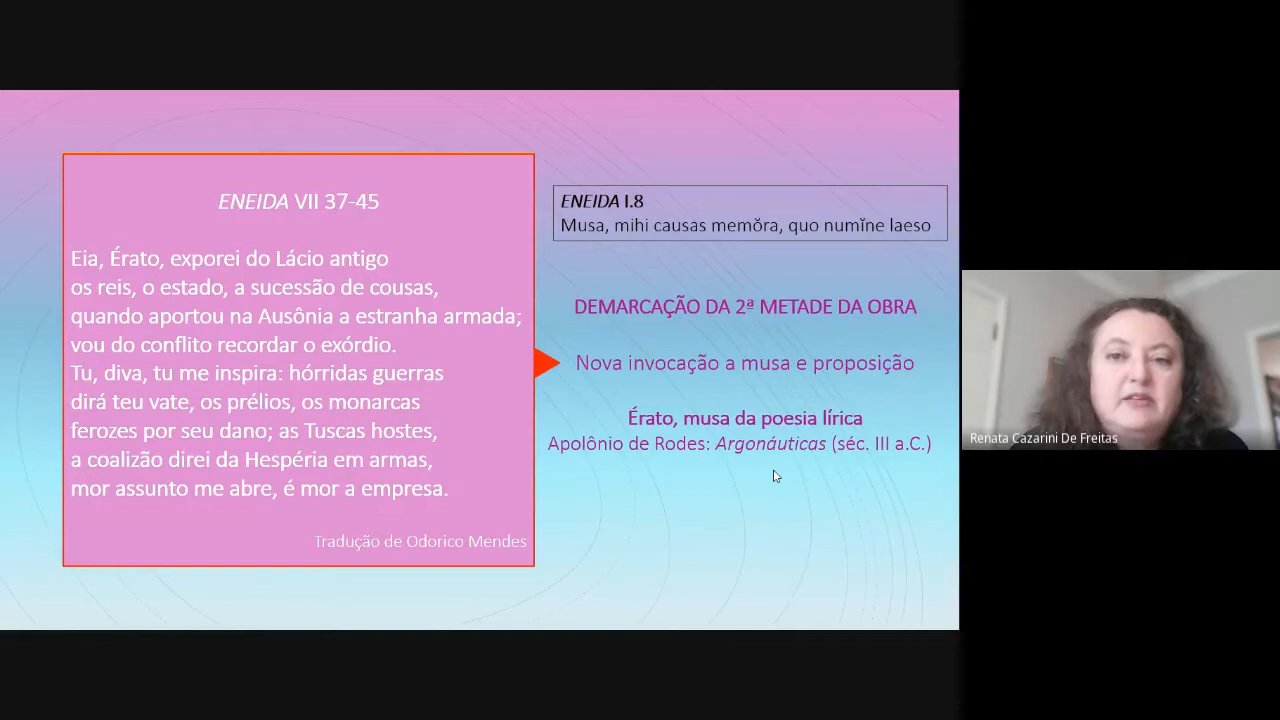 ENEIDA VII 37-45
Eia, Érato, exporei do Lácio antigo
os reis, o estado, a sucessão de cousas,
quando aportou na Ausônia a estranha armada;
vou do conflito recordar o exórdio.
Tu, diva, tu me inspira: hórridas guerras
dirá teu vate, os prélios, os monarcas
ferozes por seu dano; as Tuscas hostes,
a coalizão direi da Hespéria em armas,
mor assunto me abre, é mor a empresa.
Tradução de Odorico Mendes
ENEIDA I.8
Musa, mihi causas memŏra, quo numĭne laeso
DEMARCAÇÃO DA 2ª METADE DA OBRA
Nova invocação a musa e proposição
Érato, musa da poesia lírica
Apolônio de Rodes: Argonáuticas (séc. III a.C.)
Renata Cazarini De Freitas